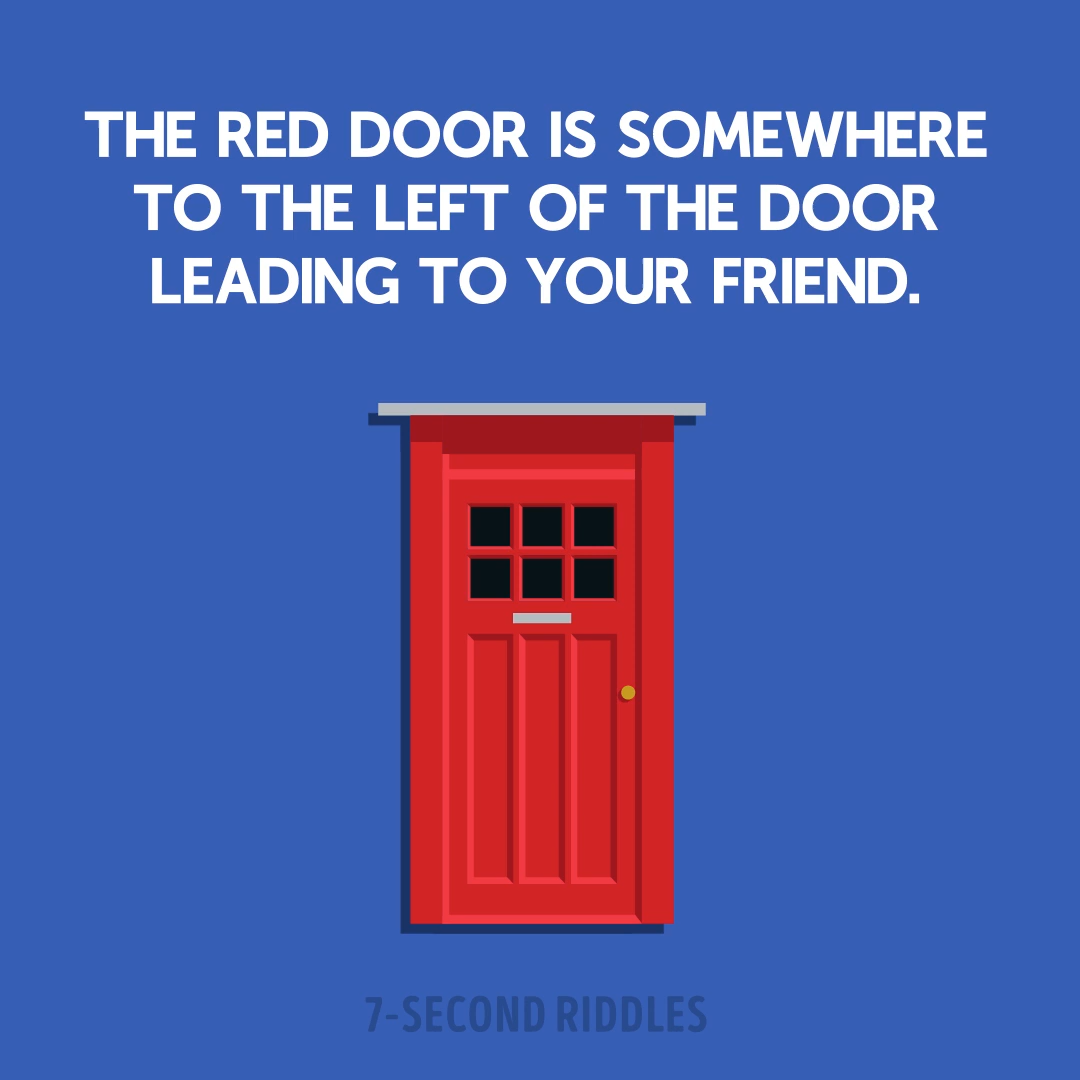 THE RED DOOR IS SOMEWHERE
TO THE LEFT OF THE DOOR
LEADING TO YOUR FRIEND.
7-SECOND RIDDLES